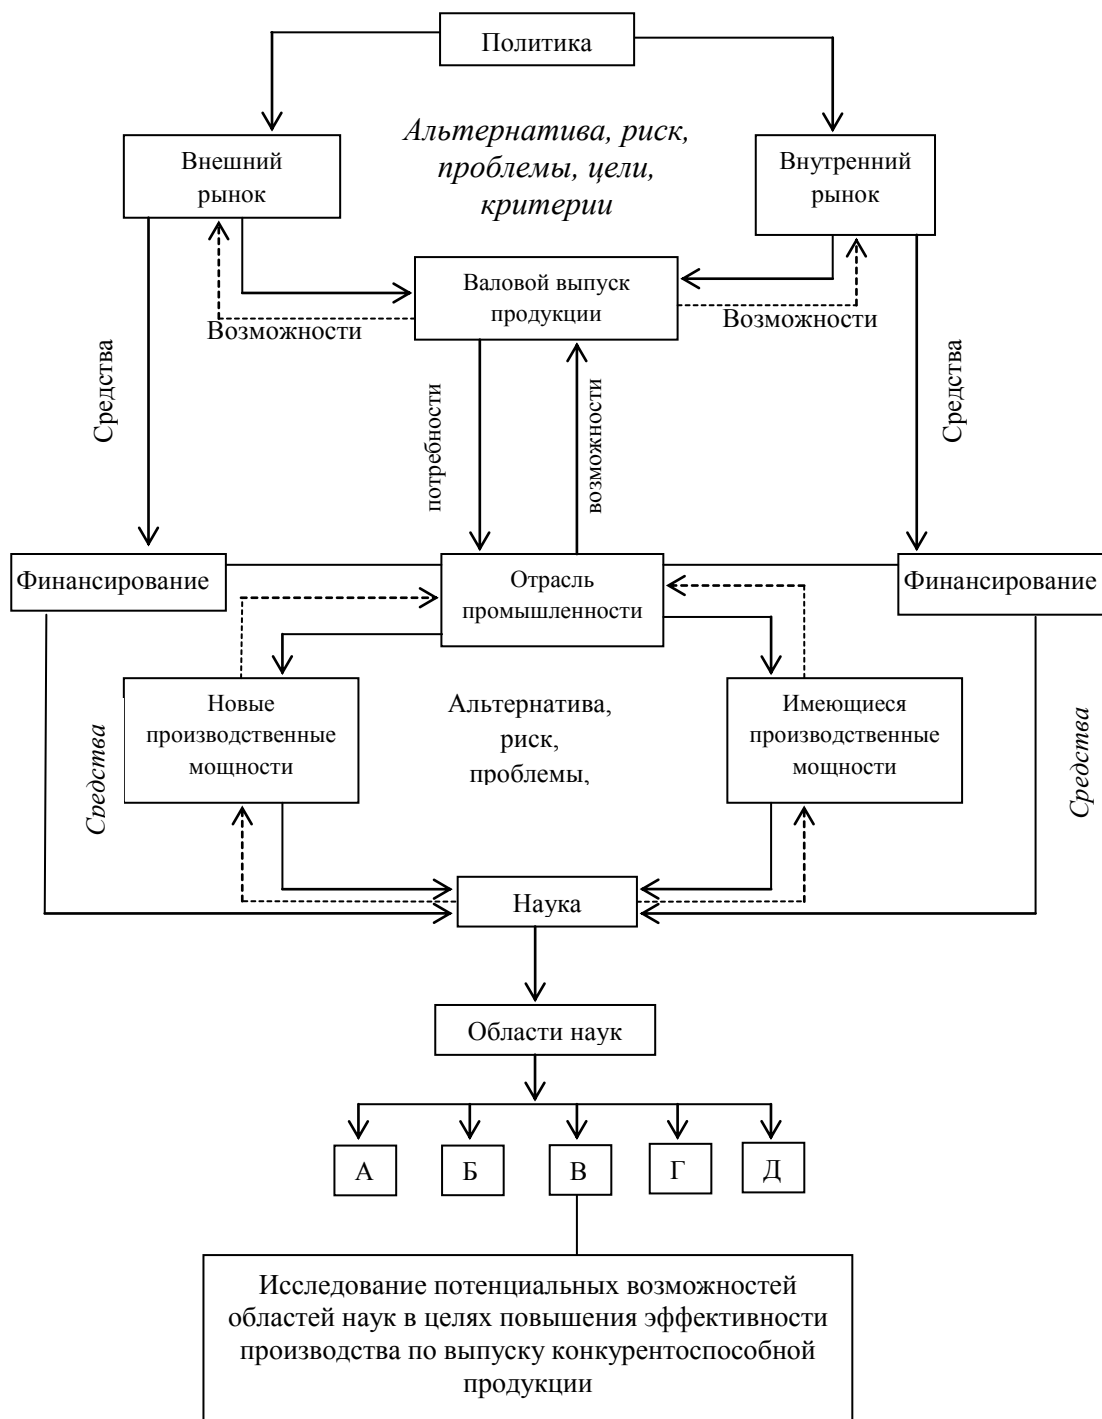 Политика
Альтернатива, риск,
проблемы, цели,
критерии
Внешний
рынок
Внутренний
рынок
Валовой выпуск
продукции
Возможности
Возможности
Средства
потребности
возможности
Средства
Финансирование
Отрасль
промышленности
Финансирование
Новые
производственные
мощности
Альтернатива,
риск,
проблемы,
Имеющиеся
производственные
мощности
Средства
Средства
Наука
Области наук
А
Б
В
Г
Д
Исследование потенциальных возможностей
областей наук в целях повышения эффективности
производства по выпуску конкурентоспособной
продукции